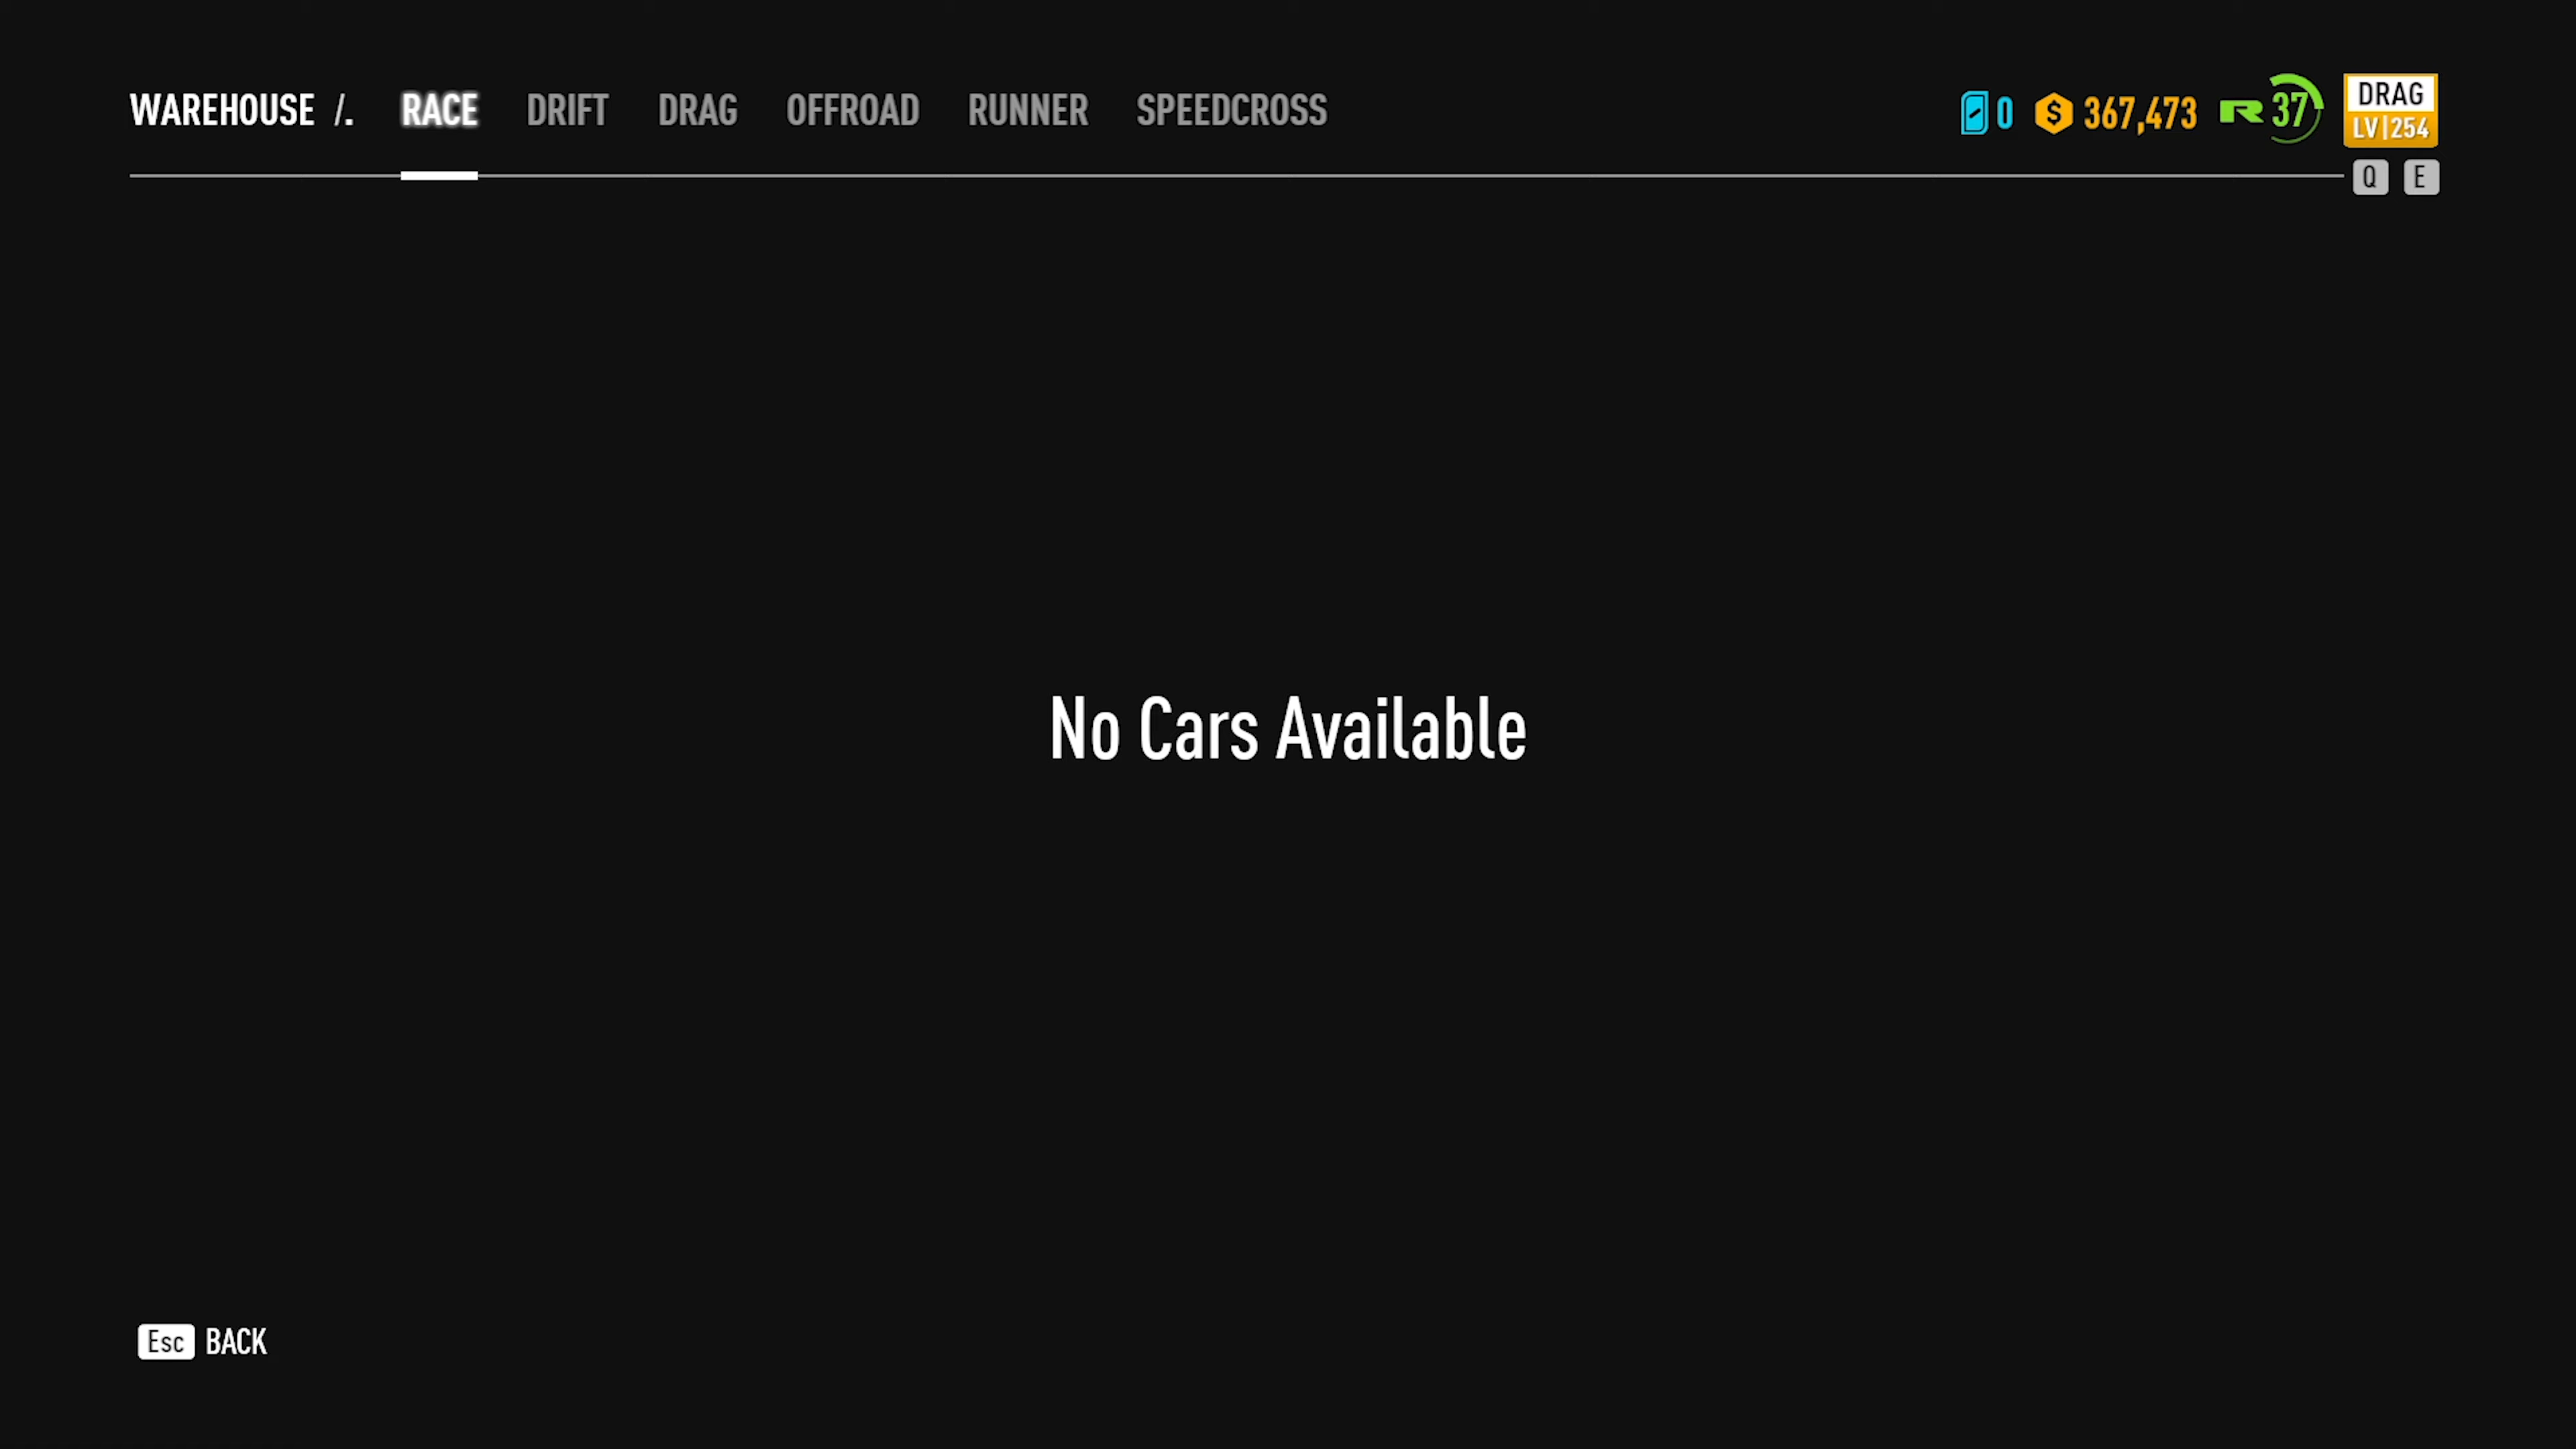 WAREHOUSE /. RACE DRIFT DRAG OFFROAD RUNNER SPEEDCROSS 0 $ 367,473 R 37 DRAG
LV|254
Q E
No Cars Available
Esc BACK